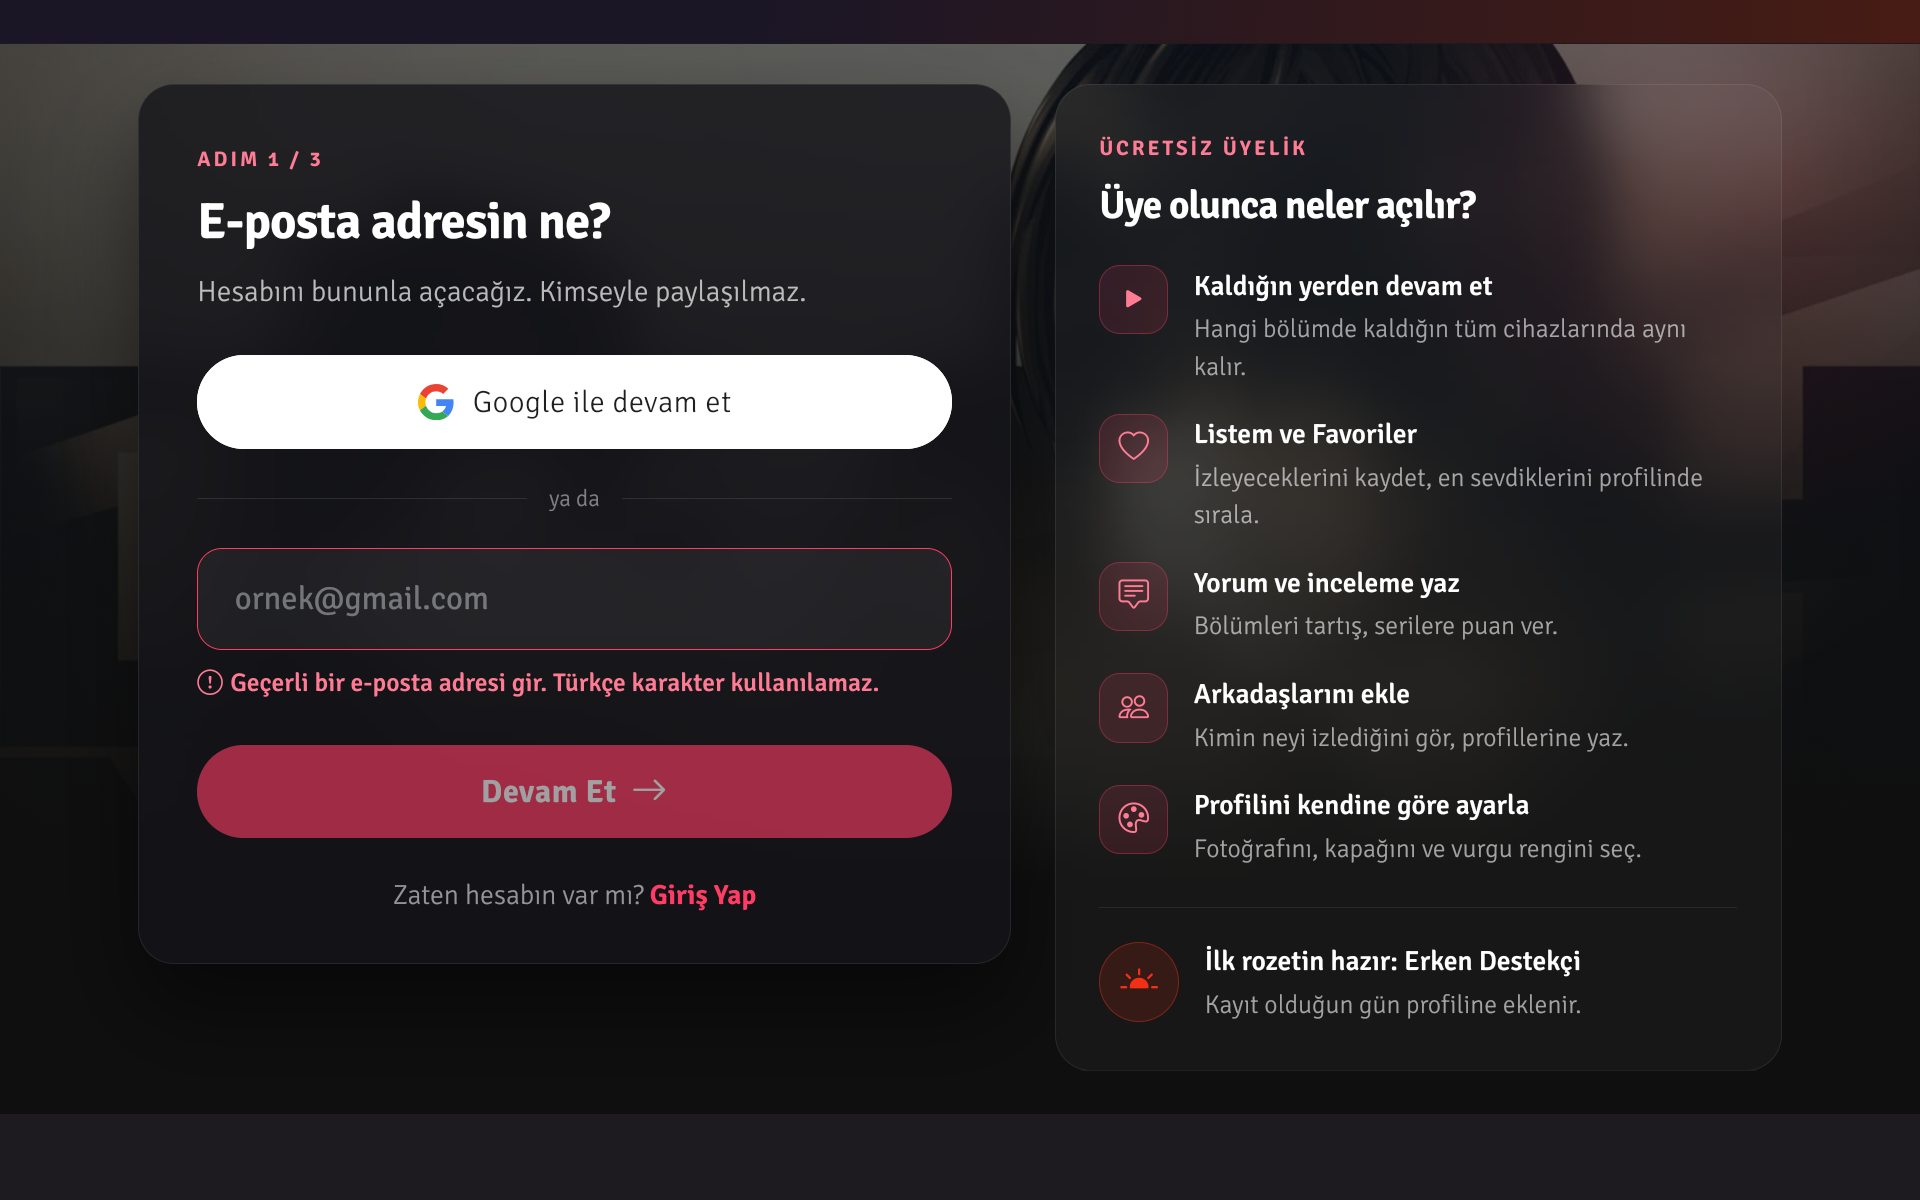 ADIM 1 / 3
E-posta adresin ne?
Hesabını bununla açacağız. Kimseyle paylaşılmaz.
Google ile devam et
ya da
ornek@gmail.com
Geçerli bir e-posta adresi gir. Türkçe karakter kullanılamaz.
Devam Et
Zaten hesabın var mı? Giriş Yap
ÜCRETSİZ ÜYELİK
Üye olunca neler açılır?
Kaldığın yerden devam et
Hangi bölümde kaldığın tüm cihazlarında aynı
kalır.
Listem ve Favoriler
İzleyeceklerini kaydet, en sevdiklerini profilinde
sırala.
Yorum ve inceleme yaz
Bölümleri tartış, serilere puan ver.
Arkadaşlarını ekle
Kimin neyi izlediğini gör, profillerine yaz.
Profilini kendine göre ayarla
Fotoğrafını, kapağını ve vurgu rengini seç.
İlk rozetin hazır: Erken Destekçi
Kayıt olduğun gün profiline eklenir.